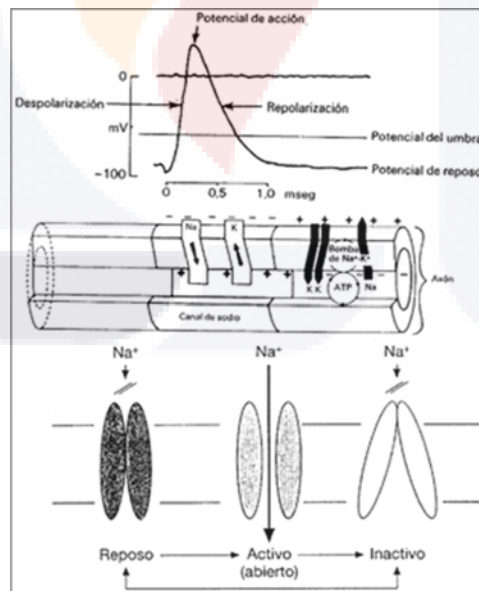 Potencial de acción
0
Despolarización
Repolarización
mV
Potencial del umbra
-100
Potencial de reposo
0 0,5 1,0
mseg
- - - - - - + + + +
Na K
Bomba
de Na⁺-K⁺
+ + + +
K K ATP Na
-
Axón
Canal de sodio
Na⁺ Na⁺ Na⁺
Reposo Activo Inactivo
(abierto)